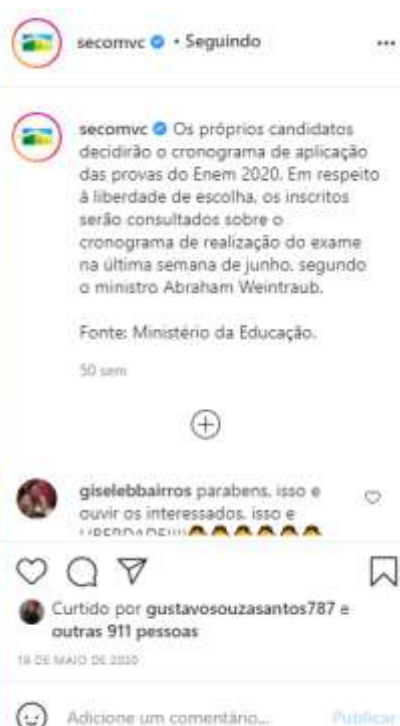 secomvc • Seguindo
secomvc Os próprios candidatos
decidirão o cronograma de aplicação
das provas do Enem 2020. Em respeito
à liberdade de escolha, os inscritos
serão consultados sobre o
cronograma de realização do exame
na última semana de junho, segundo
o ministro Abraham Weintraub.
Fonte: Ministério da Educação.
50 sem
giselebbairros parabens, isso e
ouvir os interessados, isso e
LIBERDADE!!!!
Curtido por gustavosouzasantos787 e
outras 911 pessoas
19 DE MAIO DE 2020
Adicione um comentário... Publicar